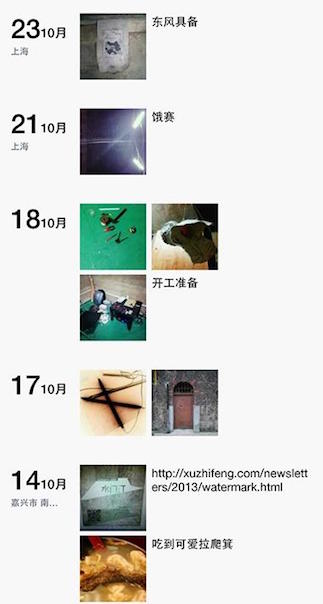 23 10月
上海
东风具备
21 10月
上海
饿赛
18 10月
开工准备
17 10月
14 10月
嘉兴市 南...
http://xuzhifeng.com/newslett
ers/2013/watermark.html
吃到可爱拉爬箕